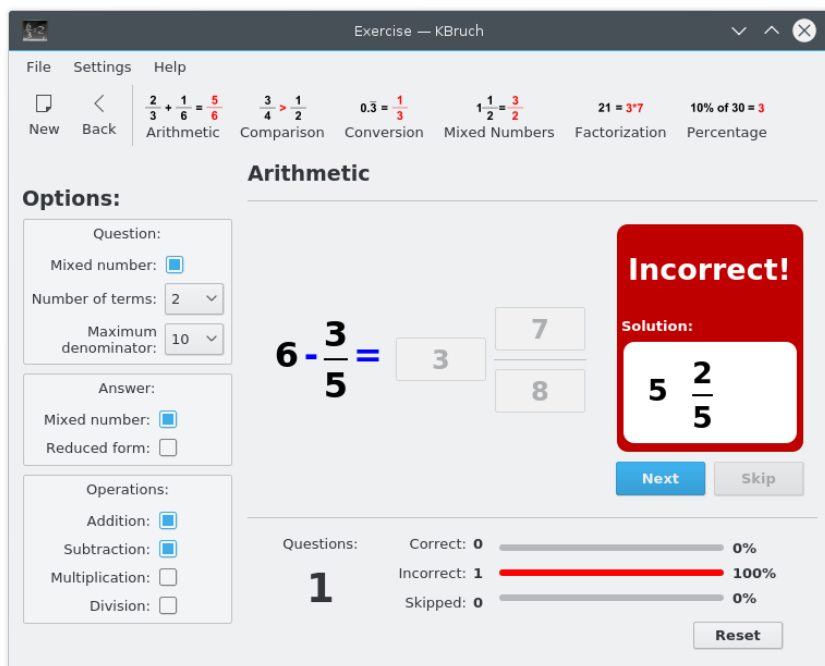 Exercise — KBruch
File Settings Help
New Back
2/3 + 1/6 = 5/6 Arithmetic
3/4 > 1/2 Comparison
0.3̅ = 1/3 Conversion
1 1/2 = 3/2 Mixed Numbers
21 = 3*7 Factorization
10% of 30 = 3 Percentage
Options:
Question:
Mixed number:
Number of terms: 2
Maximum
denominator: 10
Answer:
Mixed number:
Reduced form:
Operations:
Addition:
Subtraction:
Multiplication:
Division:
Arithmetic
6 - 3/5 = 3 7/8
Incorrect!
Solution:
5 2/5
Next Skip
Questions:
1
Correct: 0 0%
Incorrect: 1 100%
Skipped: 0 0%
Reset